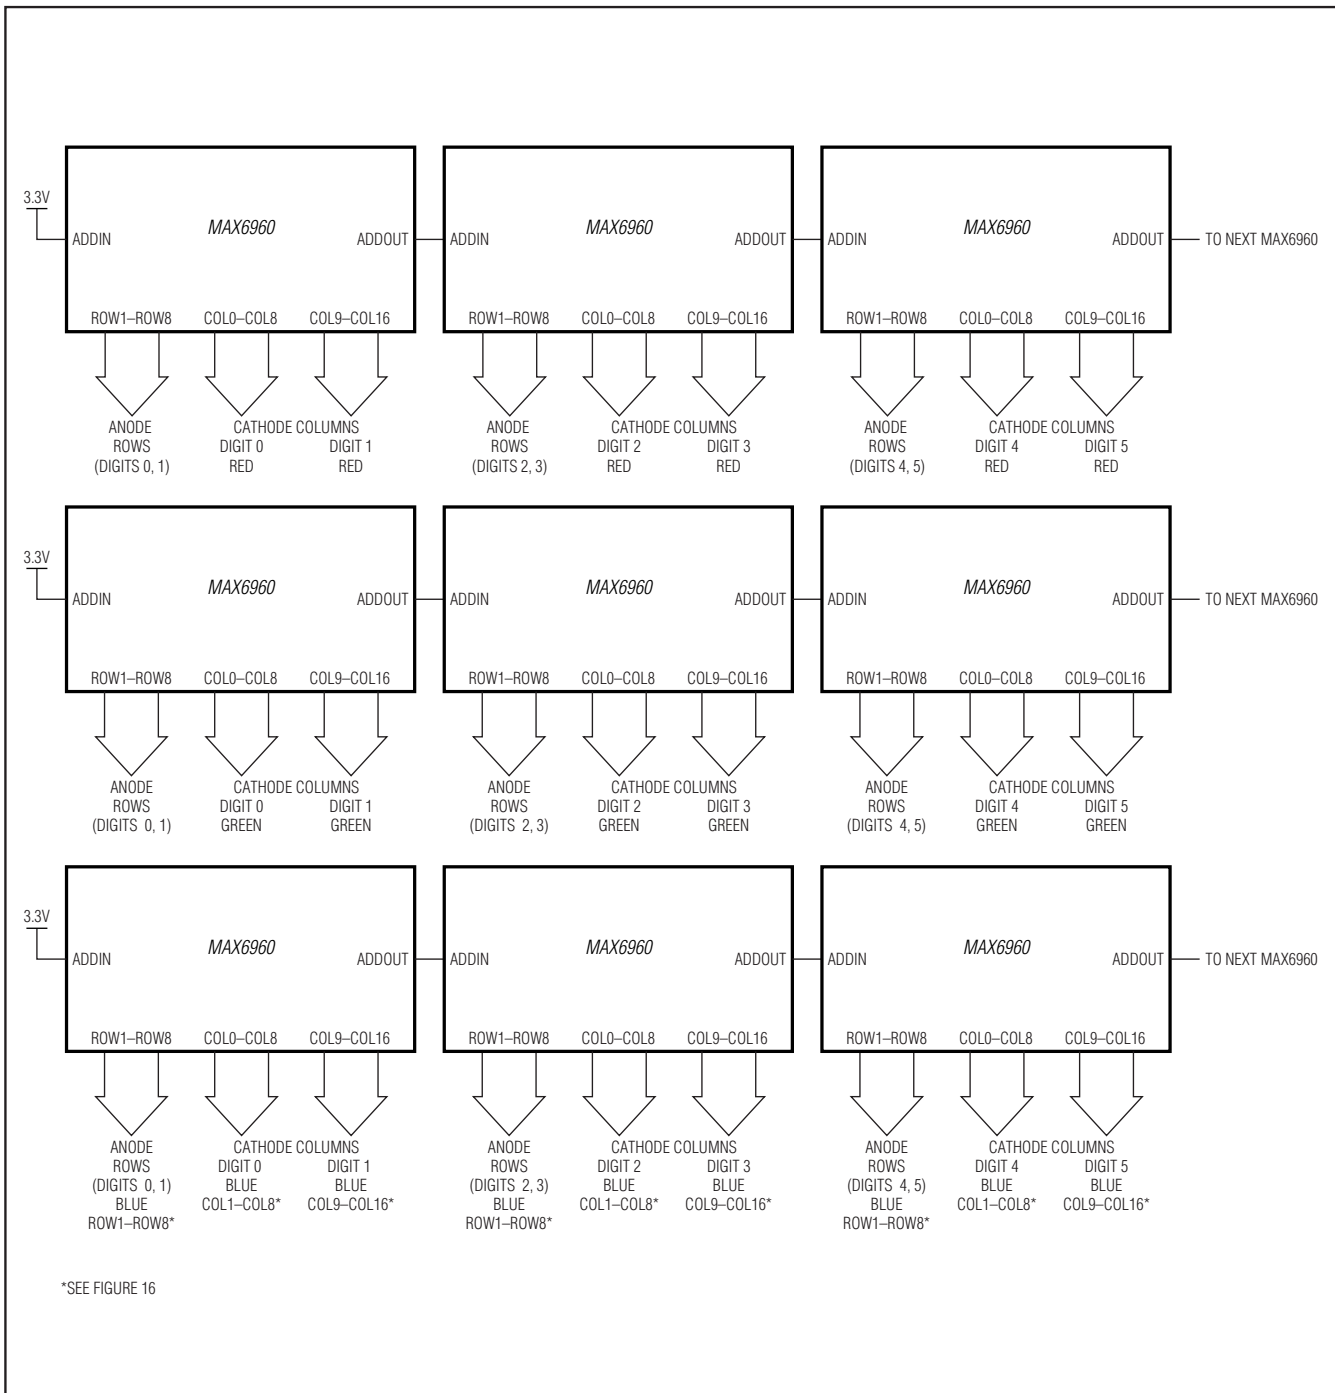 3.3V
ADDIN MAX6960 ADDOUT ADDIN MAX6960 ADDOUT ADDIN MAX6960 ADDOUT TO NEXT MAX6960
ROW1–ROW8 COL0–COL8 COL9–COL16 ROW1–ROW8 COL0–COL8 COL9–COL16 ROW1–ROW8 COL0–COL8 COL9–COL16
ANODE CATHODE COLUMNS ANODE CATHODE COLUMNS ANODE CATHODE COLUMNS
ROWS DIGIT 0 DIGIT 1 ROWS DIGIT 2 DIGIT 3 ROWS DIGIT 4 DIGIT 5
(DIGITS 0, 1) RED RED (DIGITS 2, 3) RED RED (DIGITS 4, 5) RED RED
3.3V
ADDIN MAX6960 ADDOUT ADDIN MAX6960 ADDOUT ADDIN MAX6960 ADDOUT TO NEXT MAX6960
ROW1–ROW8 COL0–COL8 COL9–COL16 ROW1–ROW8 COL0–COL8 COL9–COL16 ROW1–ROW8 COL0–COL8 COL9–COL16
ANODE CATHODE COLUMNS ANODE CATHODE COLUMNS ANODE CATHODE COLUMNS
ROWS DIGIT 0 DIGIT 1 ROWS DIGIT 2 DIGIT 3 ROWS DIGIT 4 DIGIT 5
(DIGITS 0, 1) GREEN GREEN (DIGITS 2, 3) GREEN GREEN (DIGITS 4, 5) GREEN GREEN
3.3V
ADDIN MAX6960 ADDOUT ADDIN MAX6960 ADDOUT ADDIN MAX6960 ADDOUT TO NEXT MAX6960
ROW1–ROW8 COL0–COL8 COL9–COL16 ROW1–ROW8 COL0–COL8 COL9–COL16 ROW1–ROW8 COL0–COL8 COL9–COL16
ANODE CATHODE COLUMNS ANODE CATHODE COLUMNS ANODE CATHODE COLUMNS
ROWS DIGIT 0 DIGIT 1 ROWS DIGIT 2 DIGIT 3 ROWS DIGIT 4 DIGIT 5
(DIGITS 0, 1) BLUE BLUE (DIGITS 2, 3) BLUE BLUE (DIGITS 4, 5) BLUE BLUE
BLUE COL1–COL8* COL9–COL16* BLUE COL1–COL8* COL9–COL16* BLUE COL1–COL8* COL9–COL16*
ROW1–ROW8* ROW1–ROW8* ROW1–ROW8*
*SEE FIGURE 16